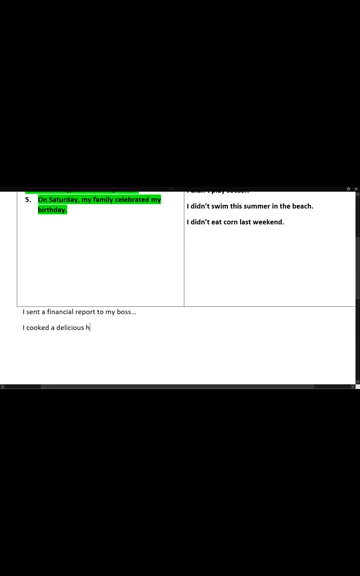 5. On Saturday, my family celebrated my
birthday.
I didn't swim this summer in the beach.
I didn't eat corn last weekend.
I sent a financial report to my boss...
I cooked a delicious h